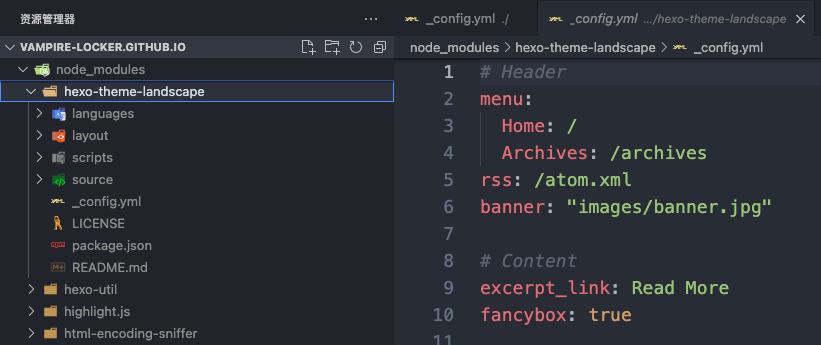 资源管理器
VAMPIRE-LOCKER.GITHUB.IO
node_modules
hexo-theme-landscape
languages
layout
scripts
source
_config.yml
LICENSE
package.json
README.md
hexo-util
highlight.js
html-encoding-sniffer
_config.yml ./
_config.yml .../hexo-theme-landscape
node_modules > hexo-theme-landscape > _config.yml
1 # Header
2 menu:
3 Home: /
4 Archives: /archives
5 rss: /atom.xml
6 banner: "images/banner.jpg"
7
8 # Content
9 excerpt_link: Read More
10 fancybox: true
11